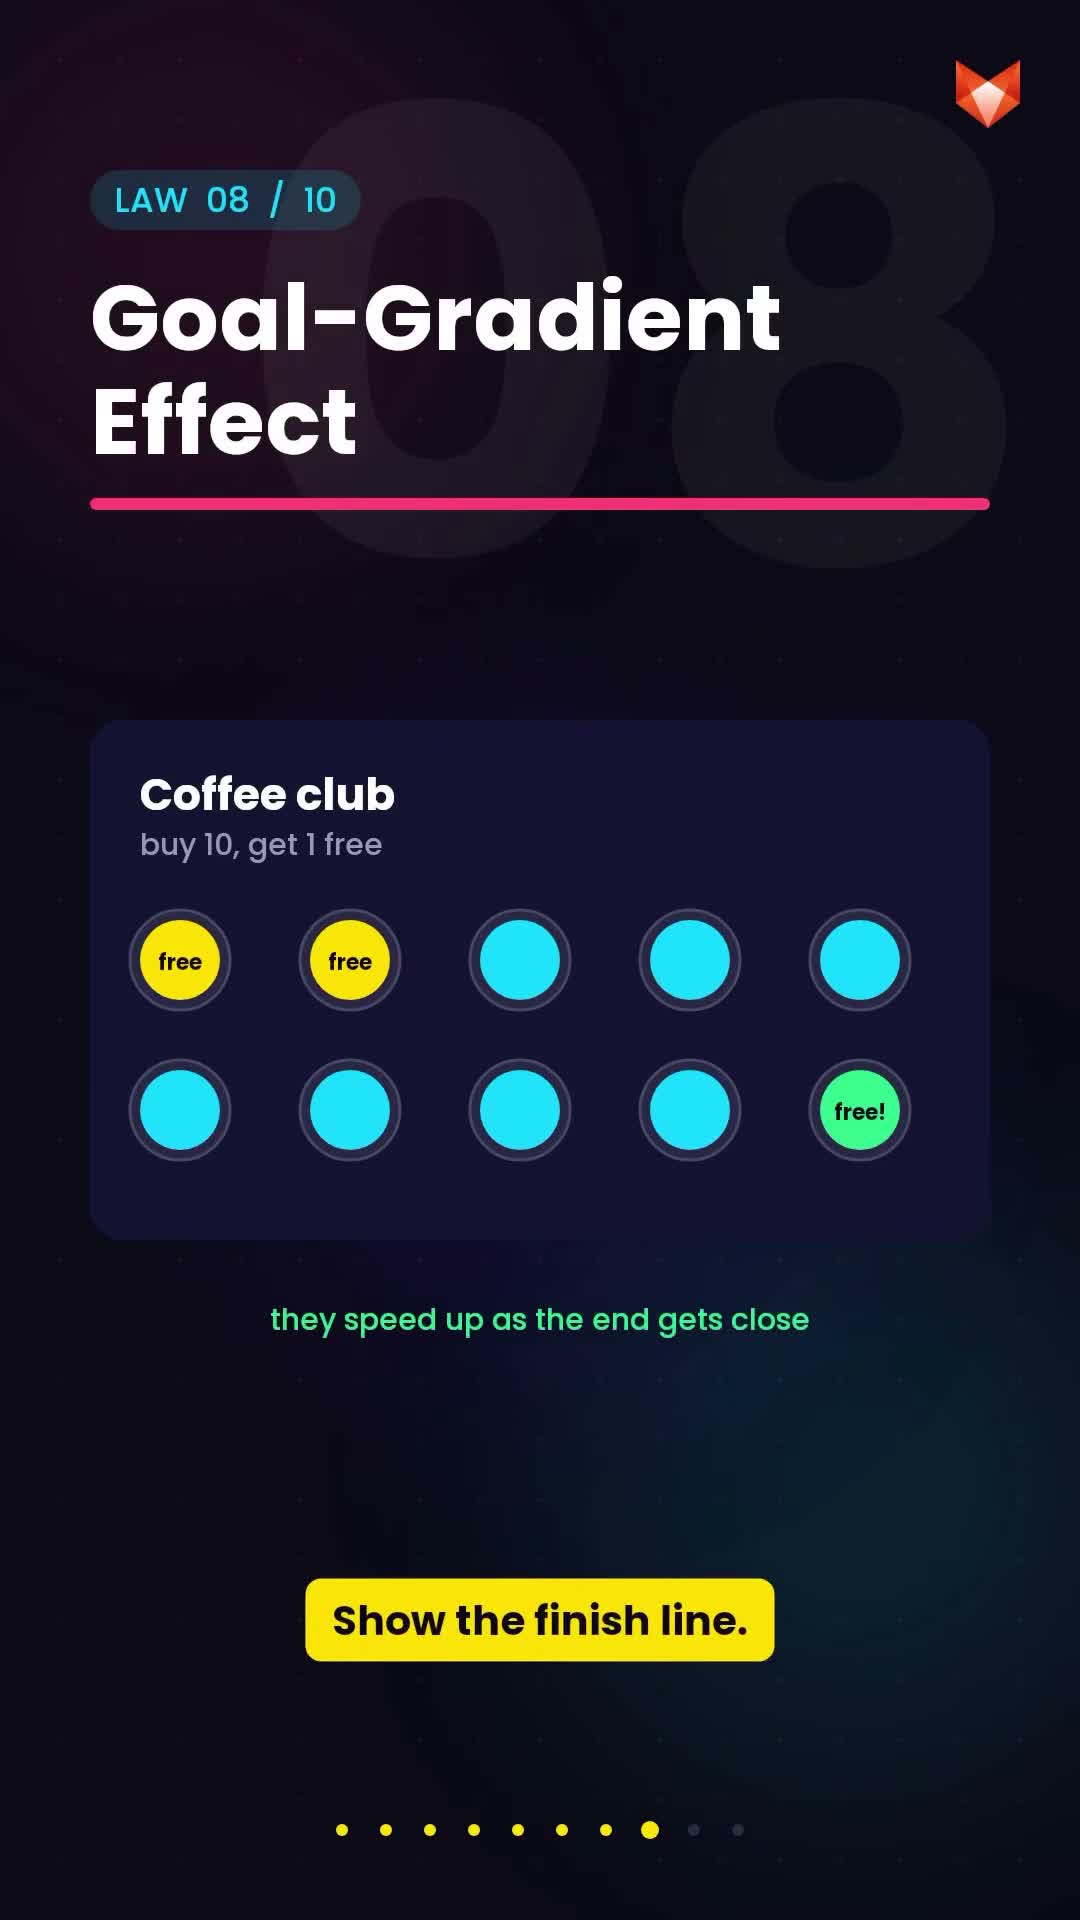 08
LAW 08 / 10
Goal-Gradient
Effect
Coffee club
buy 10, get 1 free
free free
free!
they speed up as the end gets close
Show the finish line.